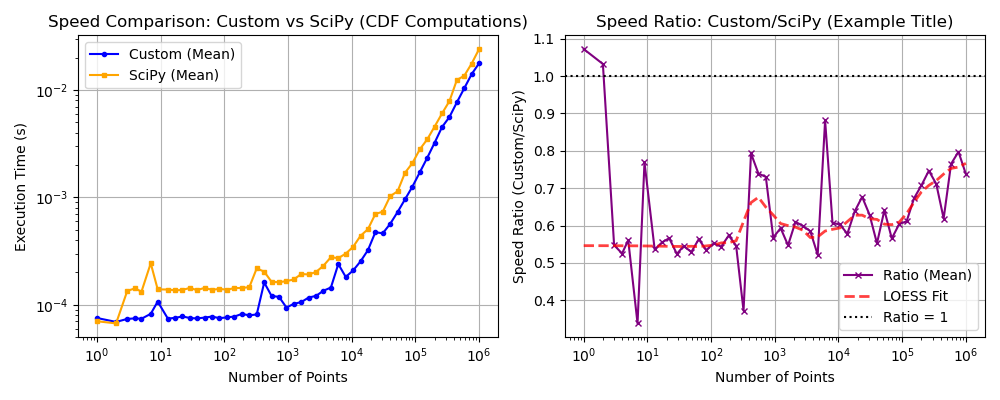 Speed Comparison: Custom vs SciPy (CDF Computations)
Custom (Mean)
SciPy (Mean)
Execution Time (s)
10⁻²
10⁻³
10⁻⁴
10⁰ 10¹ 10² 10³ 10⁴ 10⁵ 10⁶
Number of Points
Speed Ratio: Custom/SciPy (Example Title)
Speed Ratio (Custom/SciPy)
1.1
1.0
0.9
0.8
0.7
0.6
0.5
0.4
Ratio (Mean)
LOESS Fit
Ratio = 1
10⁰ 10¹ 10² 10³ 10⁴ 10⁵ 10⁶
Number of Points